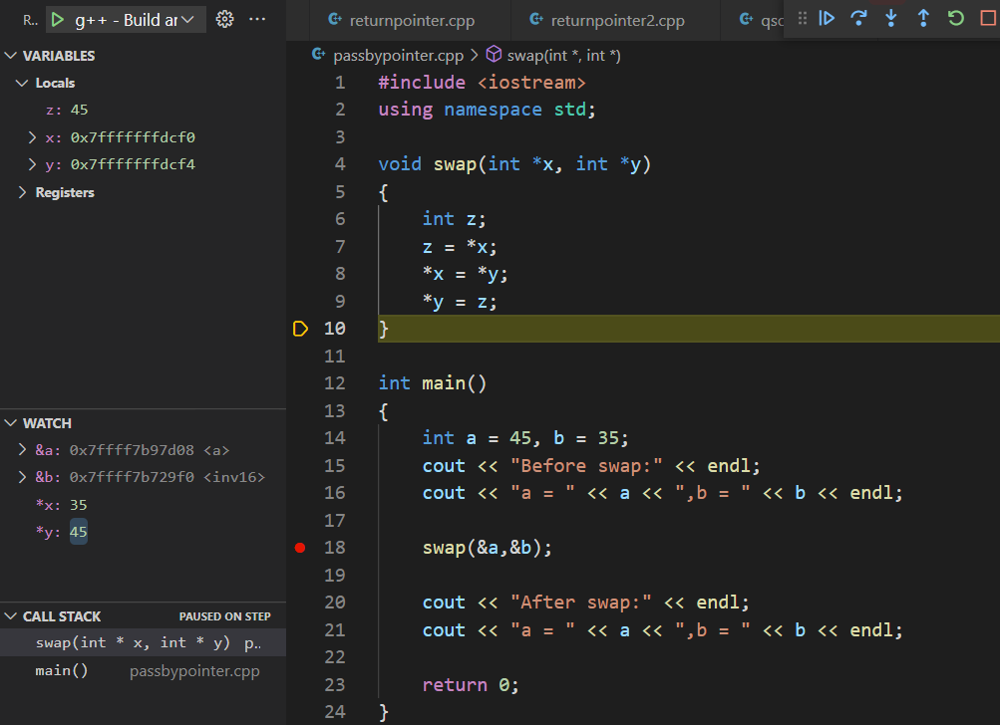 R.. g++ - Build ar
VARIABLES
Locals
z: 45
x: 0x7fffffffdcf0
y: 0x7fffffffdcf4
Registers
WATCH
&a: 0x7ffff7b97d08 <a>
&b: 0x7ffff7b729f0 <inv16>
*x: 35
*y: 45
CALL STACK PAUSED ON STEP
swap(int * x, int * y) p..
main() passbypointer.cpp
returnpointer.cpp returnpointer2.cpp qsc
passbypointer.cpp > swap(int *, int *)
1 #include <iostream>
2 using namespace std;
3
4 void swap(int *x, int *y)
5 {
6 int z;
7 z = *x;
8 *x = *y;
9 *y = z;
10 }
11
12 int main()
13 {
14 int a = 45, b = 35;
15 cout << "Before swap:" << endl;
16 cout << "a = " << a << ",b = " << b << endl;
17
18 swap(&a,&b);
19
20 cout << "After swap:" << endl;
21 cout << "a = " << a << ",b = " << b << endl;
22
23 return 0;
24 }